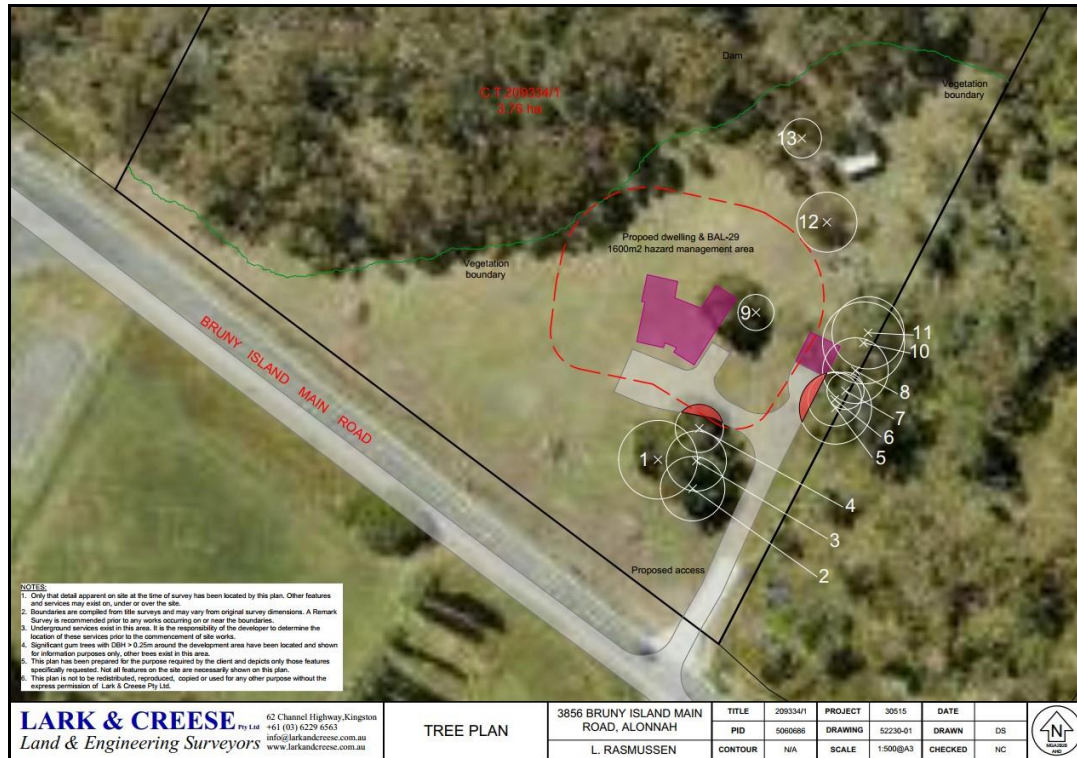 Dam
C.T.209334/1
3.76 ha
Vegetation
boundary
13
12
Propoed dwelling & BAL-29
1600m2 hazard management area
Vegetation
boundary
9
11
10
8
7
6
5
BRUNY ISLAND MAIN ROAD
1
4
3
2
Proposed access
NOTES:
1. Only that detail apparent on site at the time of survey has been located by this plan. Other features
and services may exist on, under or over the site.
2. Boundaries are compiled from title surveys and may vary from original survey dimensions. A Remark
Survey is recommended prior to any works occurring on or near the boundaries.
3. Underground services exist in this area. It is the responsibility of the developer to determine the
location of these services prior to the commencement of site works.
4. Significant gum trees with DBH > 0.25m around the development area have been located and shown
for information purposes only, other trees exist in this area.
5. This plan has been prepared for the purpose required by the client and depicts only those features
specifically requested. Not all features on the site are necessarily shown on this plan.
6. This plan is not to be redistributed, reproduced, copied or used for any other purpose without the
express permission of Lark & Creese Pty Ltd.
LARK & CREESE Pty Ltd
Land & Engineering Surveyors
62 Channel Highway,Kingston
+61 (03) 6229 6563
info@larkandcreese.com.au
www.larkandcreese.com.au
TREE PLAN
3856 BRUNY ISLAND MAIN
ROAD, ALONNAH
L. RASMUSSEN
TITLE 209334/1 PROJECT 30515 DATE
PID 5060686 DRAWING 52230-01 DRAWN DS
CONTOUR N/A SCALE 1:500@A3 CHECKED NC
N
MGA2020
AHD